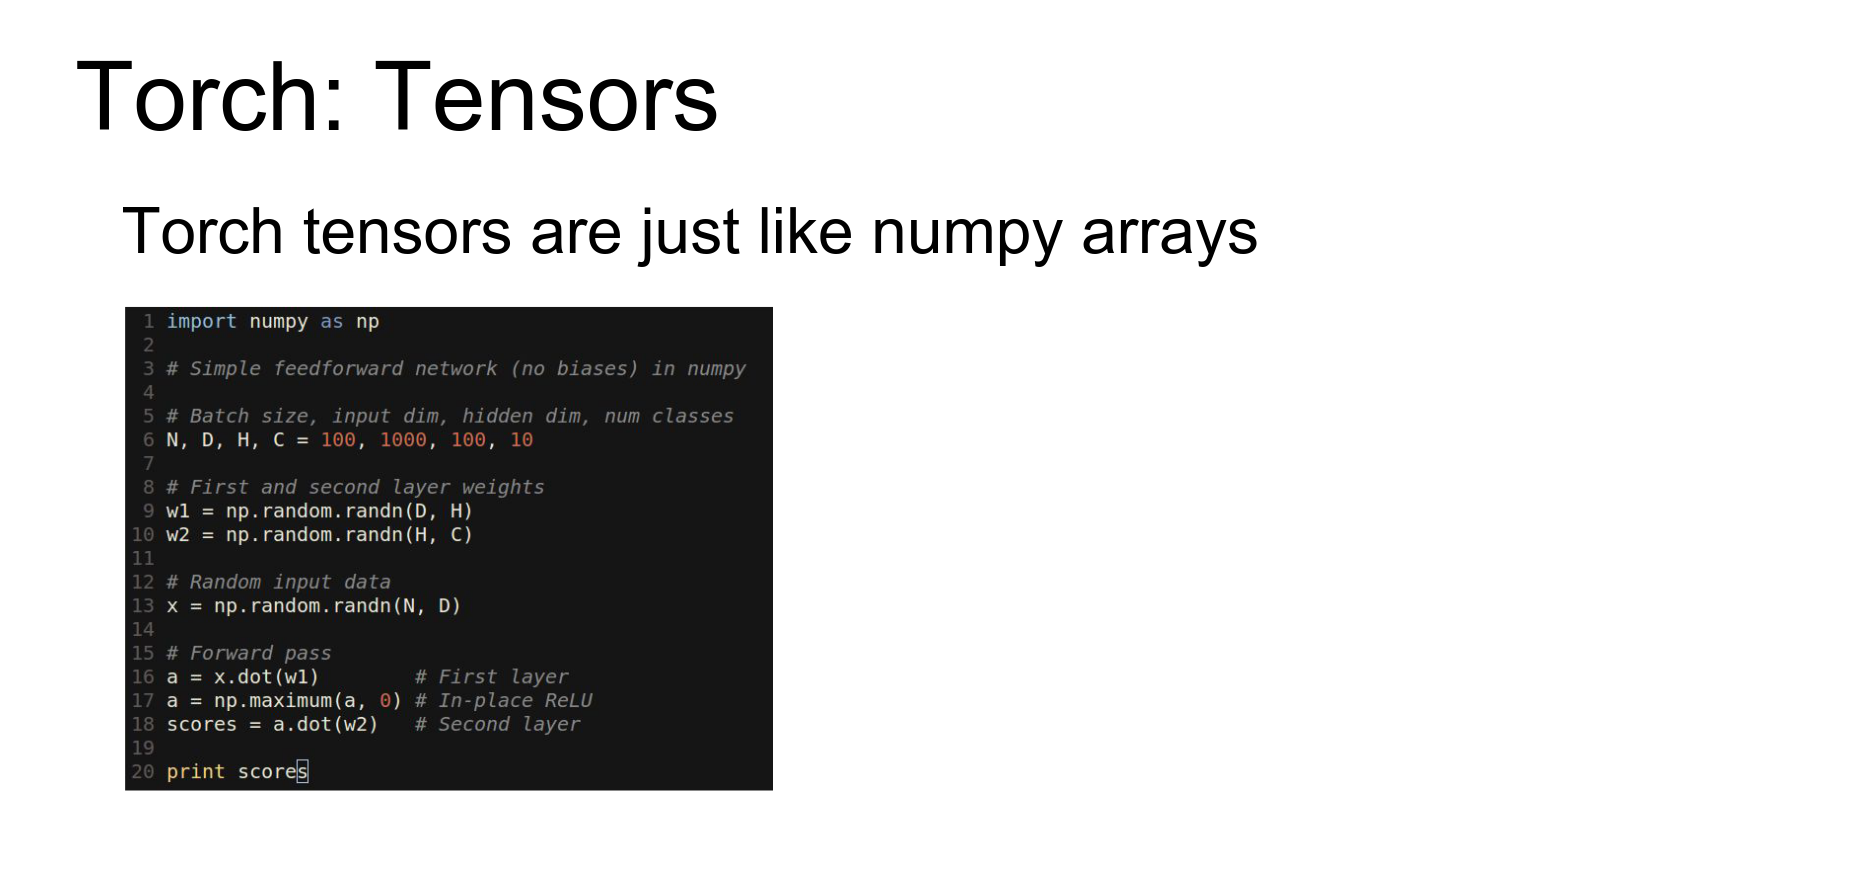 Torch: Tensors
Torch tensors are just like numpy arrays
1 import numpy as np
2
3 # Simple feedforward network (no biases) in numpy
4
5 # Batch size, input dim, hidden dim, num classes
6 N, D, H, C = 100, 1000, 100, 10
7
8 # First and second layer weights
9 w1 = np.random.randn(D, H)
10 w2 = np.random.randn(H, C)
11
12 # Random input data
13 x = np.random.randn(N, D)
14
15 # Forward pass
16 a = x.dot(w1)        # First layer
17 a = np.maximum(a, 0) # In-place ReLU
18 scores = a.dot(w2)   # Second layer
19
20 print scores